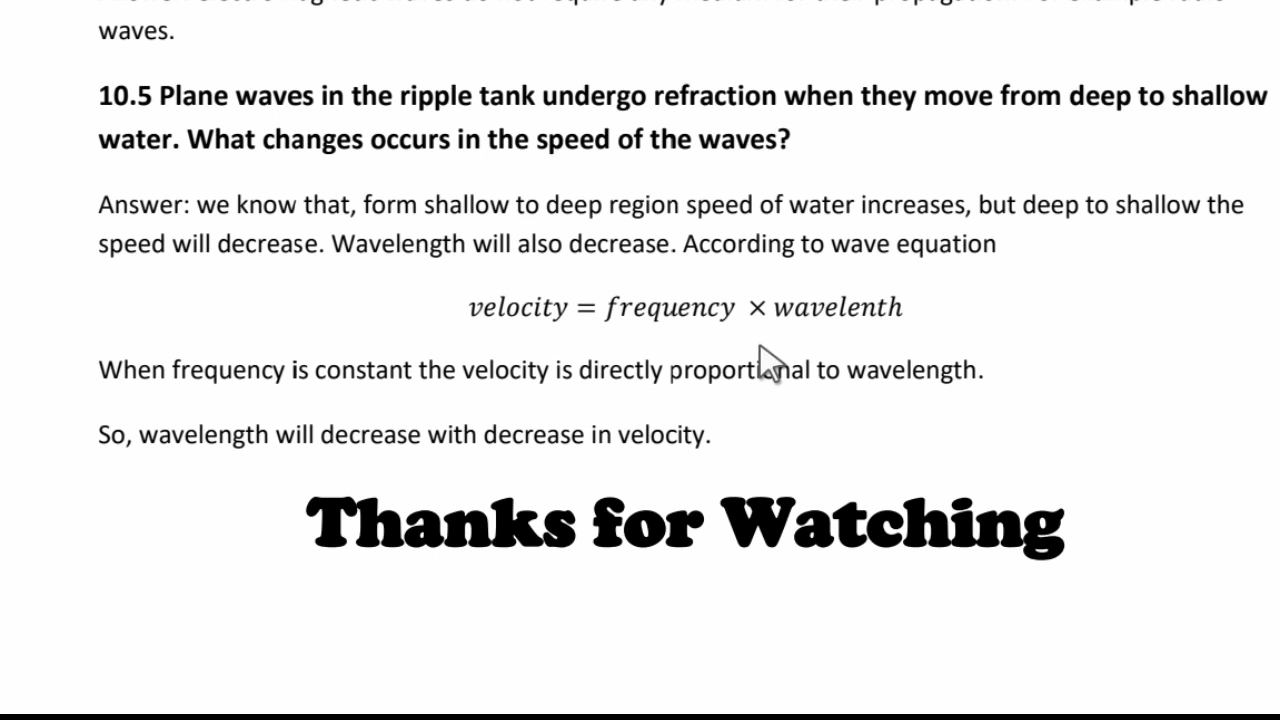 waves.
10.5 Plane waves in the ripple tank undergo refraction when they move from deep to shallow
water. What changes occurs in the speed of the waves?
Answer: we know that, form shallow to deep region speed of water increases, but deep to shallow the
speed will decrease. Wavelength will also decrease. According to wave equation
velocity = frequency × wavelenth
When frequency is constant the velocity is directly proportional to wavelength.
So, wavelength will decrease with decrease in velocity.
Thanks for Watching